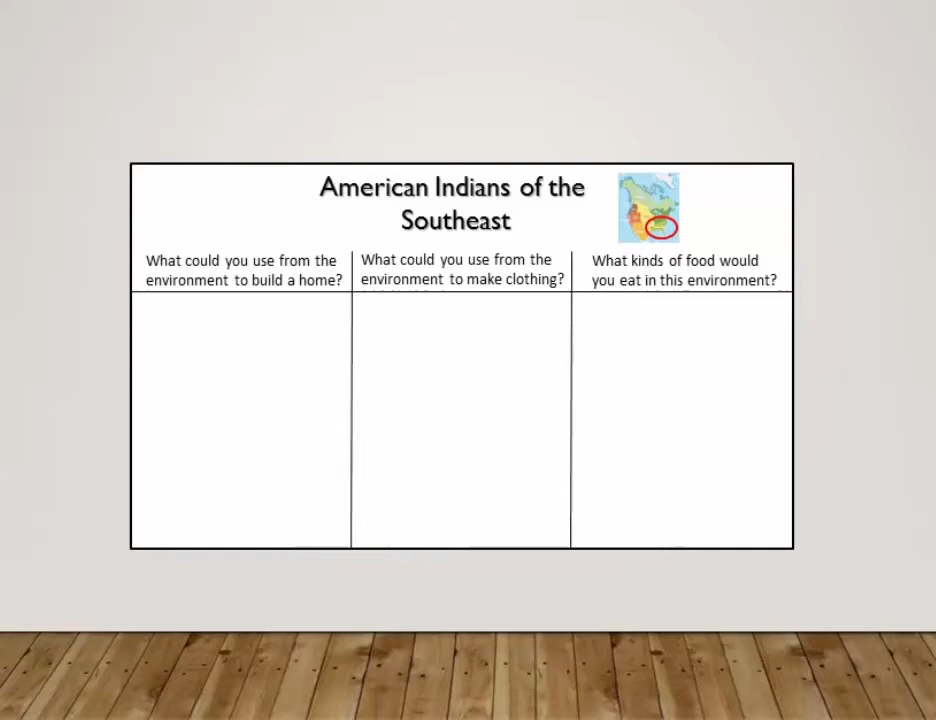 American Indians of the
Southeast
What could you use from the
environment to build a home?
What could you use from the
environment to make clothing?
What kinds of food would
you eat in this environment?